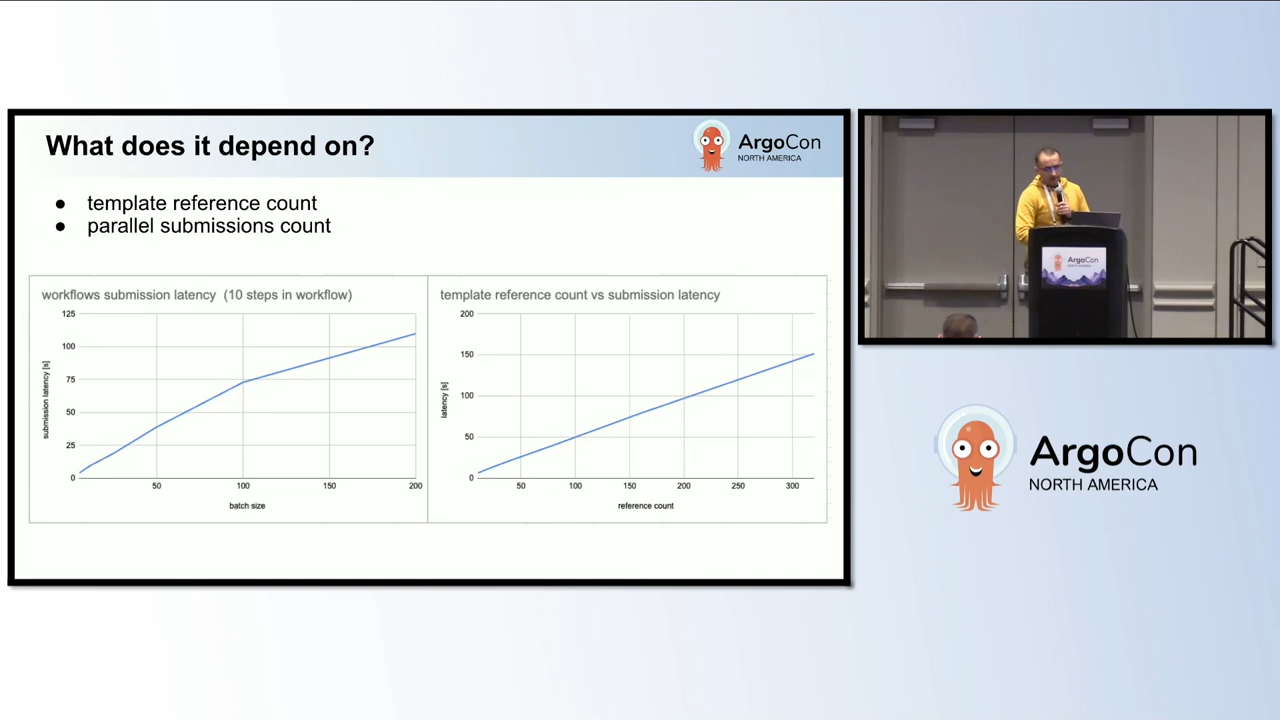 What does it depend on?
ArgoCon
NORTH AMERICA
● template reference count
● parallel submissions count
workflows submission latency (10 steps in workflow)
125
100
75
50
25
0
submission latency [s]
50 100 150 200
batch size
template reference count vs submission latency
200
150
100
50
0
latency [s]
50 100 150 200 250 300
reference count
ArgoCon
ArgoCon
NORTH AMERICA